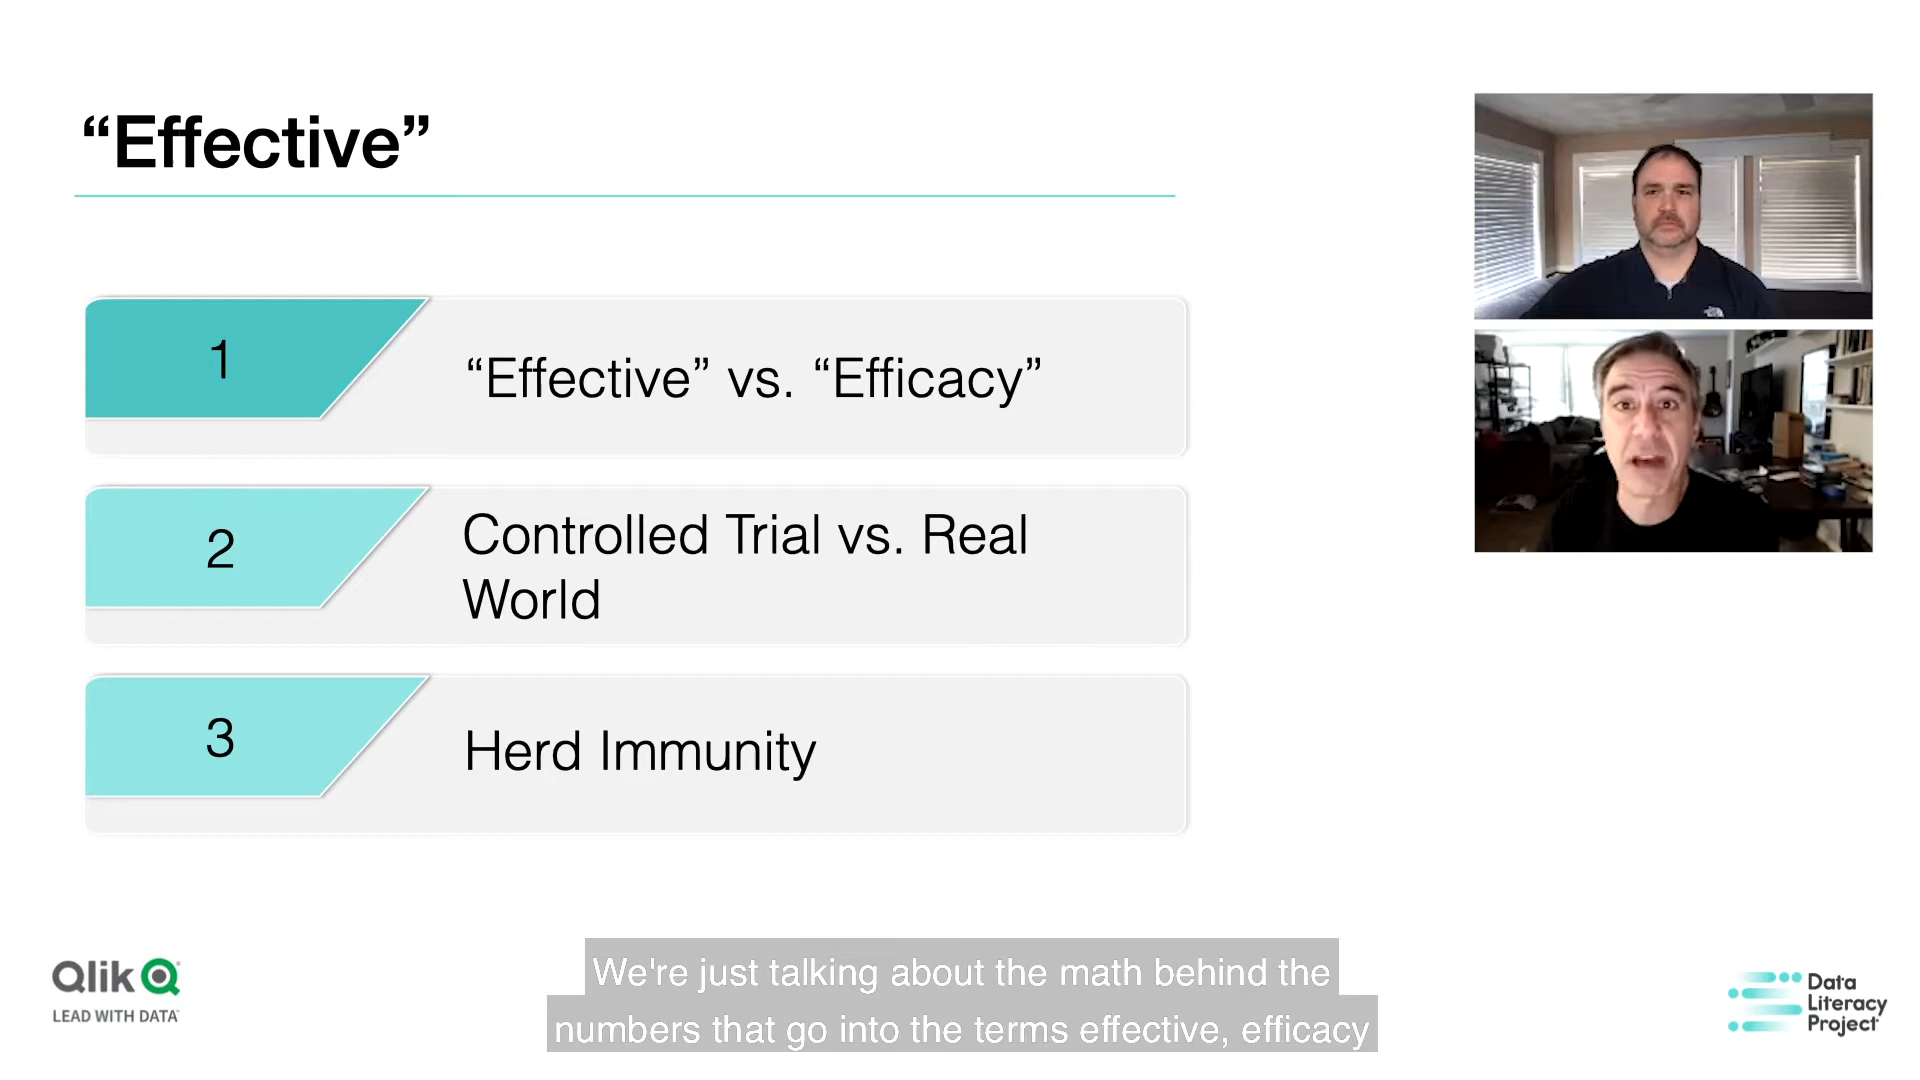 “Effective”
1
“Effective” vs. “Efficacy”
2
Controlled Trial vs. Real
World
3
Herd Immunity
Qlik
LEAD WITH DATA
We're just talking about the math behind the
numbers that go into the terms effective, efficacy
Data
Literacy
Project